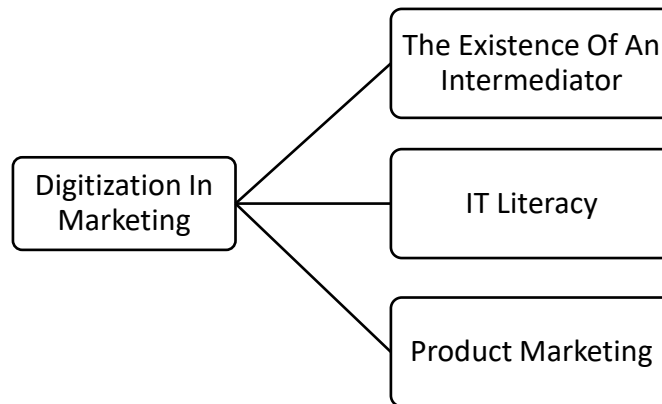 The Existence Of An
Intermediator
Digitization In
Marketing
IT Literacy
Product Marketing